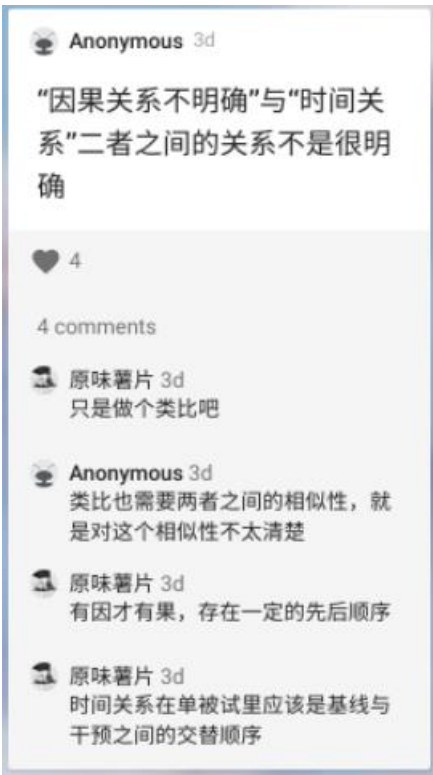 Anonymous 3d
“因果关系不明确”与“时间关
系”二者之间的关系不是很明
确
4
4 comments
原味薯片 3d
只是做个类比吧
Anonymous 3d
类比也需要两者之间的相似性，就
是对这个相似性不太清楚
原味薯片 3d
有因才有果，存在一定的先后顺序
原味薯片 3d
时间关系在单被试里应该是基线与
干预之间的交替顺序